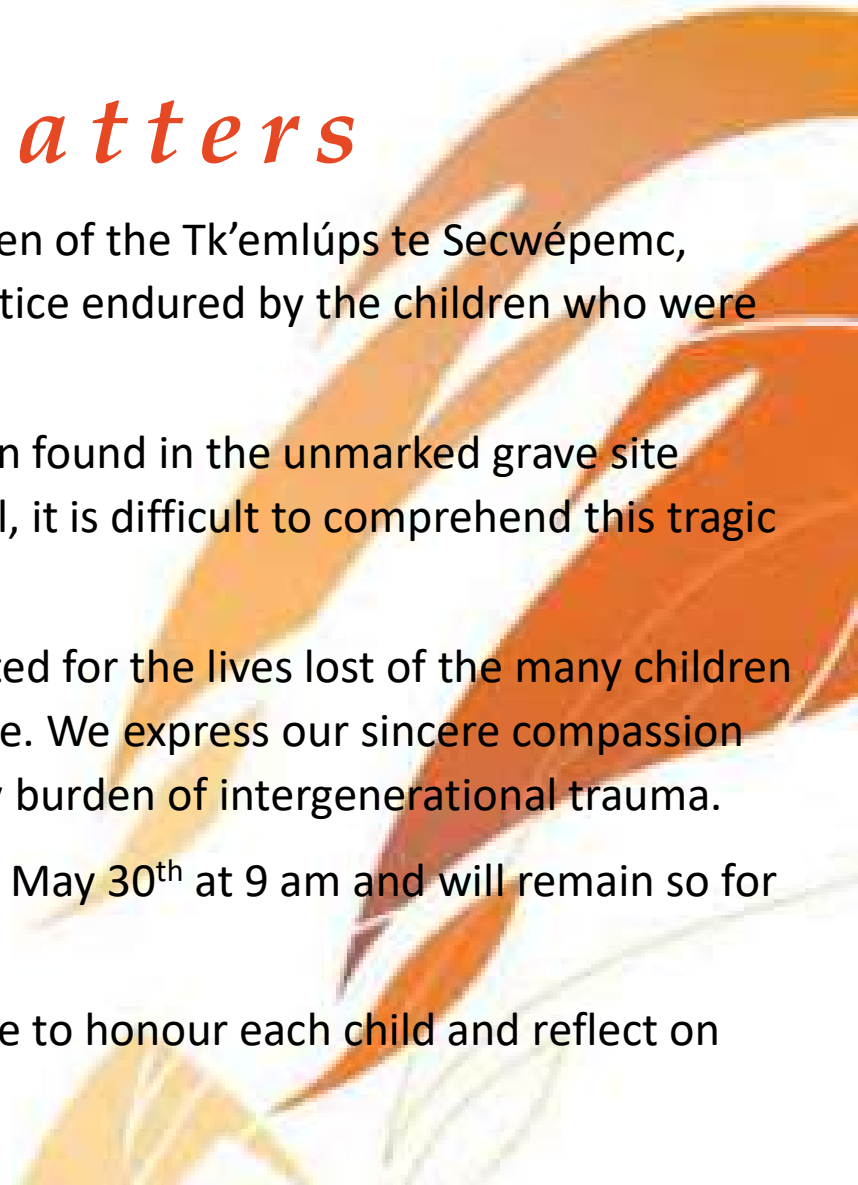 atters
en of the Tk’emlúps te Secwépemc,
tice endured by the children who were
n found in the unmarked grave site
l, it is difficult to comprehend this tragic
ted for the lives lost of the many children
e. We express our sincere compassion
y burden of intergenerational trauma.
May 30th at 9 am and will remain so for
e to honour each child and reflect on